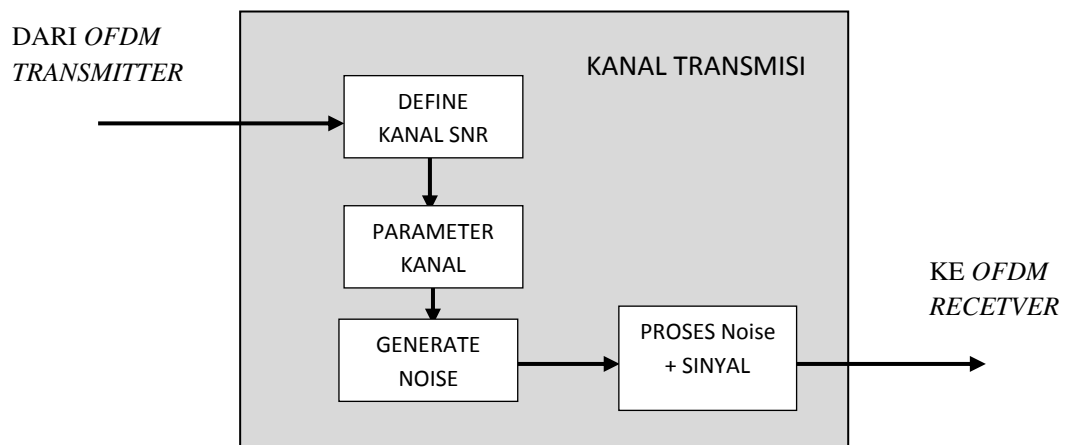 DARI OFDM
TRANSMITTER
KANAL TRANSMISI
DEFINE
KANAL SNR
PARAMETER
KANAL
GENERATE
NOISE
PROSES Noise
+ SINYAL
KE OFDM
RECETVER